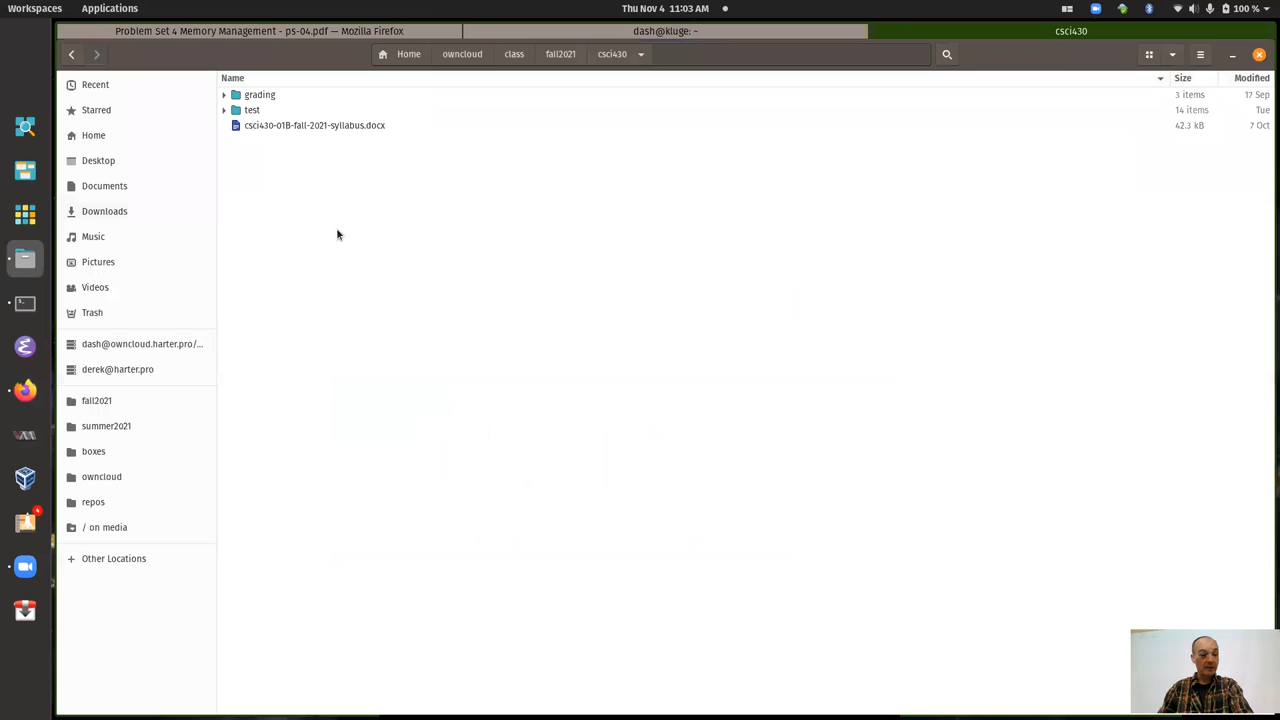 Workspaces
Applications
Thu Nov 4 11:03 AM
100 %
Problem Set 4 Memory Management - ps-04.pdf — Mozilla Firefox
dash@kluge: ~
csci430
Home
owncloud
class
fall2021
csci430
Name
Size
Modified
Recent
grading
3 items
17 Sep
Starred
test
14 items
Tue
csci430-01B-fall-2021-syllabus.docx
42.3 kB
7 Oct
Home
Desktop
Documents
Downloads
Music
Pictures
Videos
Trash
dash@owncloud.harter.pro/...
derek@harter.pro
fall2021
summer2021
boxes
owncloud
repos
4
/ on media
Other Locations